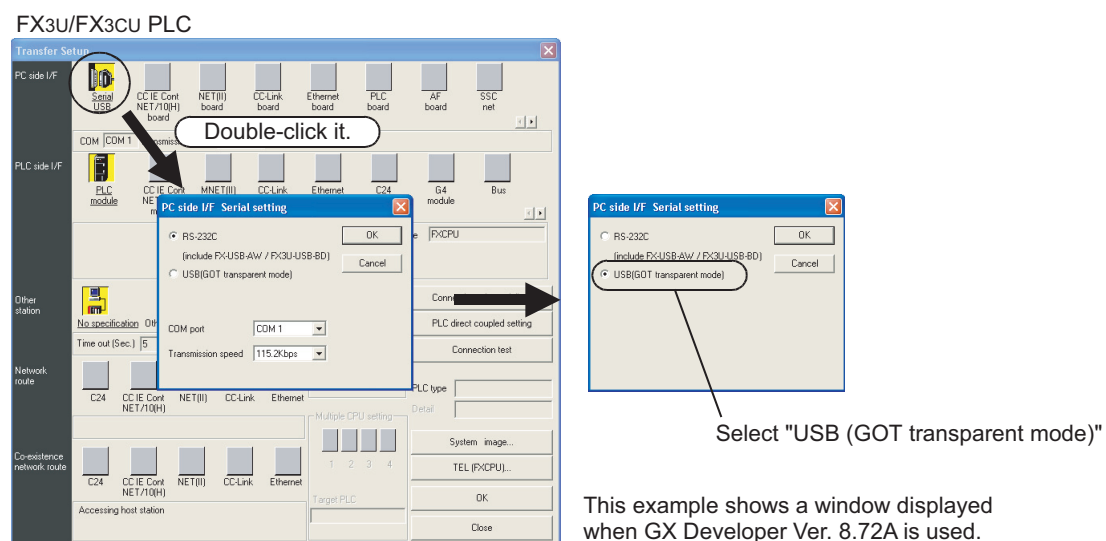 FX3U/FX3CU PLC
Transfer Setup
PC side I/F
Serial
USB
CC IE Cont
NET/10(H)
board
NET(II)
board
CC-Link
board
Ethernet
board
PLC
board
AF
board
SSC
net
Double-click it.
COM COM 1
PLC side I/F
PLC
module
CC IE Cont
MNET(II)
CC-Link
Ethernet
C24
G4
module
Bus
FXCPU
PC side I/F Serial setting
RS-232C
(include FX-USB-AW / FX3U-USB-BD)
USB(GOT transparent mode)
OK
Cancel
COM port COM 1
Transmission speed 115.2Kbps
Other
station
No specification
Time out (Sec.) 5
PLC direct coupled setting
Connection test
Network
route
C24
CC IE Cont
NET/10(H)
NET(II)
CC-Link
Ethernet
PLC type
Detail
Multiple CPU setting
1 2 3 4
Target PLC
System image...
TEL (FXCPU)...
OK
Close
Co-existence
network route
C24
CC IE Cont
NET/10(H)
NET(II)
CC-Link
Ethernet
Accessing host station
PC side I/F Serial setting
RS-232C
(include FX-USB-AW / FX3U-USB-BD)
USB(GOT transparent mode)
OK
Cancel
Select "USB (GOT transparent mode)"
This example shows a window displayed
when GX Developer Ver. 8.72A is used.